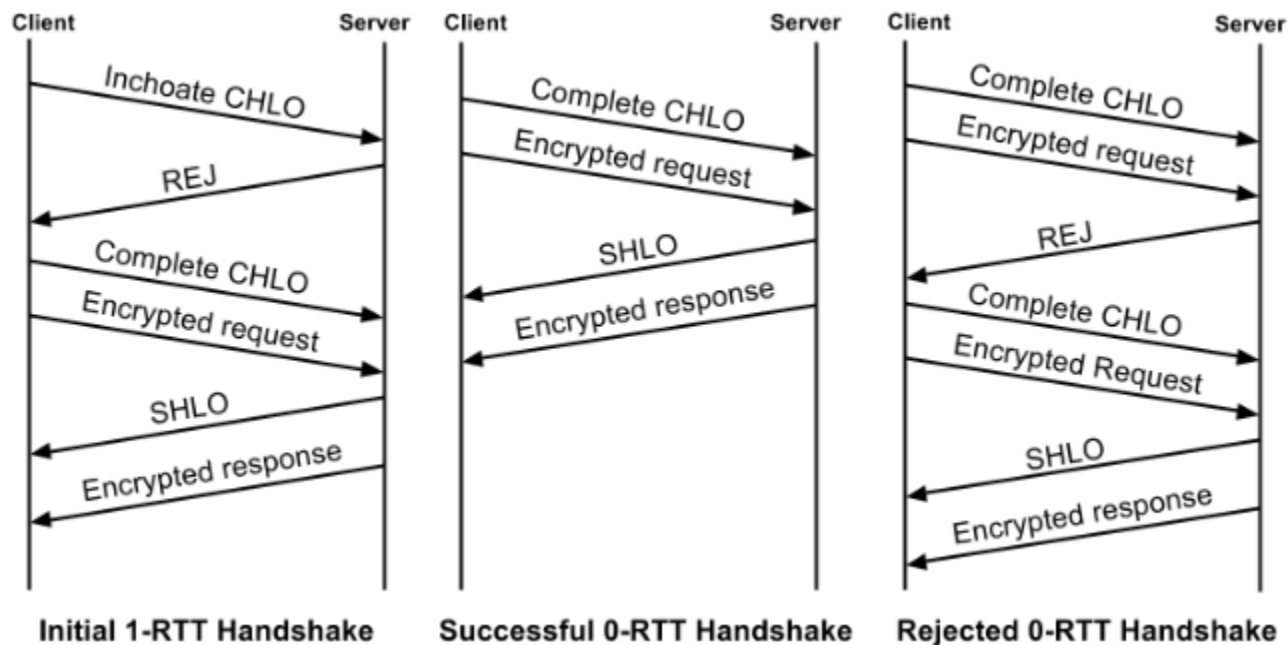 Client
Server
Inchoate CHLO
REJ
Complete CHLO
Encrypted request
SHLO
Encrypted response
Initial 1-RTT Handshake
Client
Server
Complete CHLO
Encrypted request
SHLO
Encrypted response
Successful 0-RTT Handshake
Client
Server
Complete CHLO
Encrypted request
REJ
Complete CHLO
Encrypted Request
SHLO
Encrypted response
Rejected 0-RTT Handshake